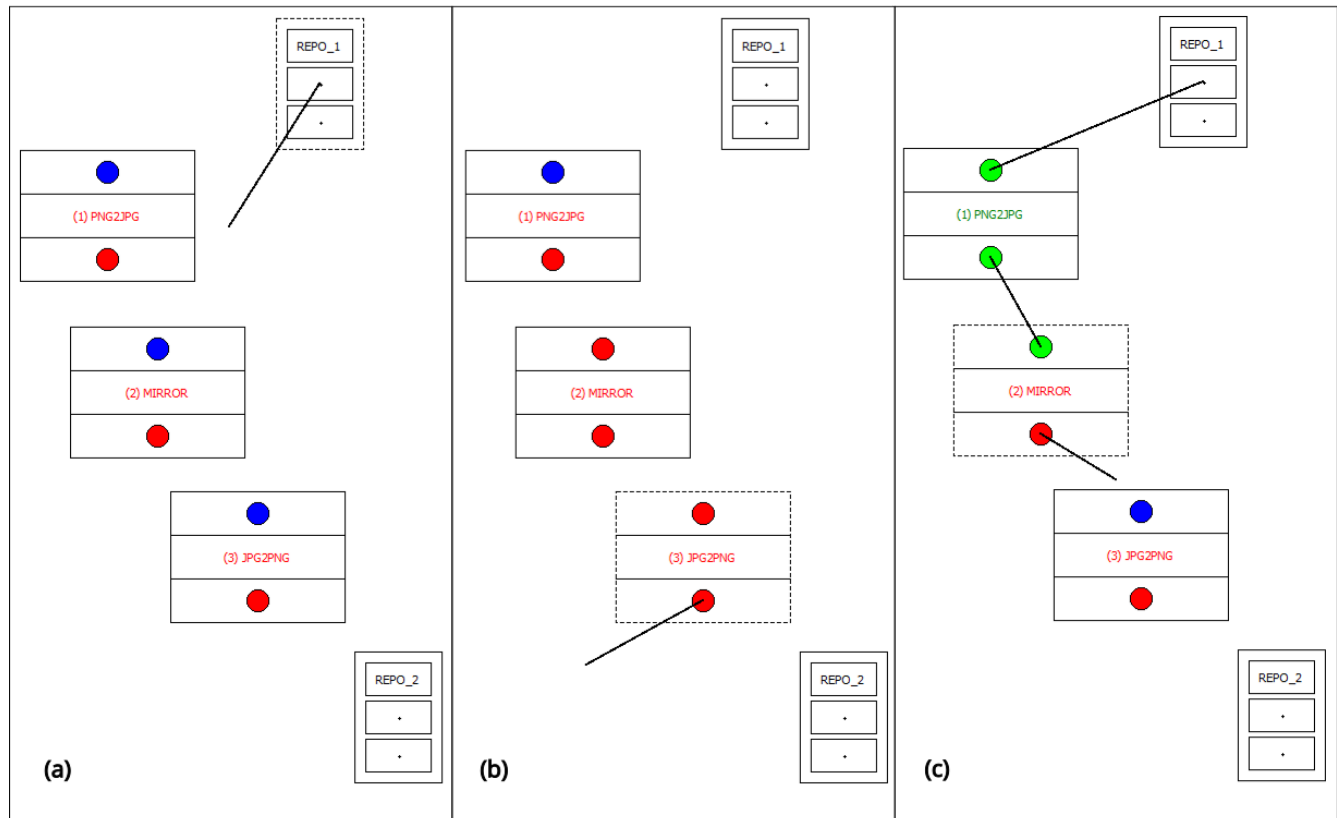 REPO_1
(1) PNG2JPG
(2) MIRROR
(3) JPG2PNG
REPO_2
(a)
REPO_1
(1) PNG2JPG
(2) MIRROR
(3) JPG2PNG
REPO_2
(b)
REPO_1
(1) PNG2JPG
(2) MIRROR
(3) JPG2PNG
REPO_2
(c)